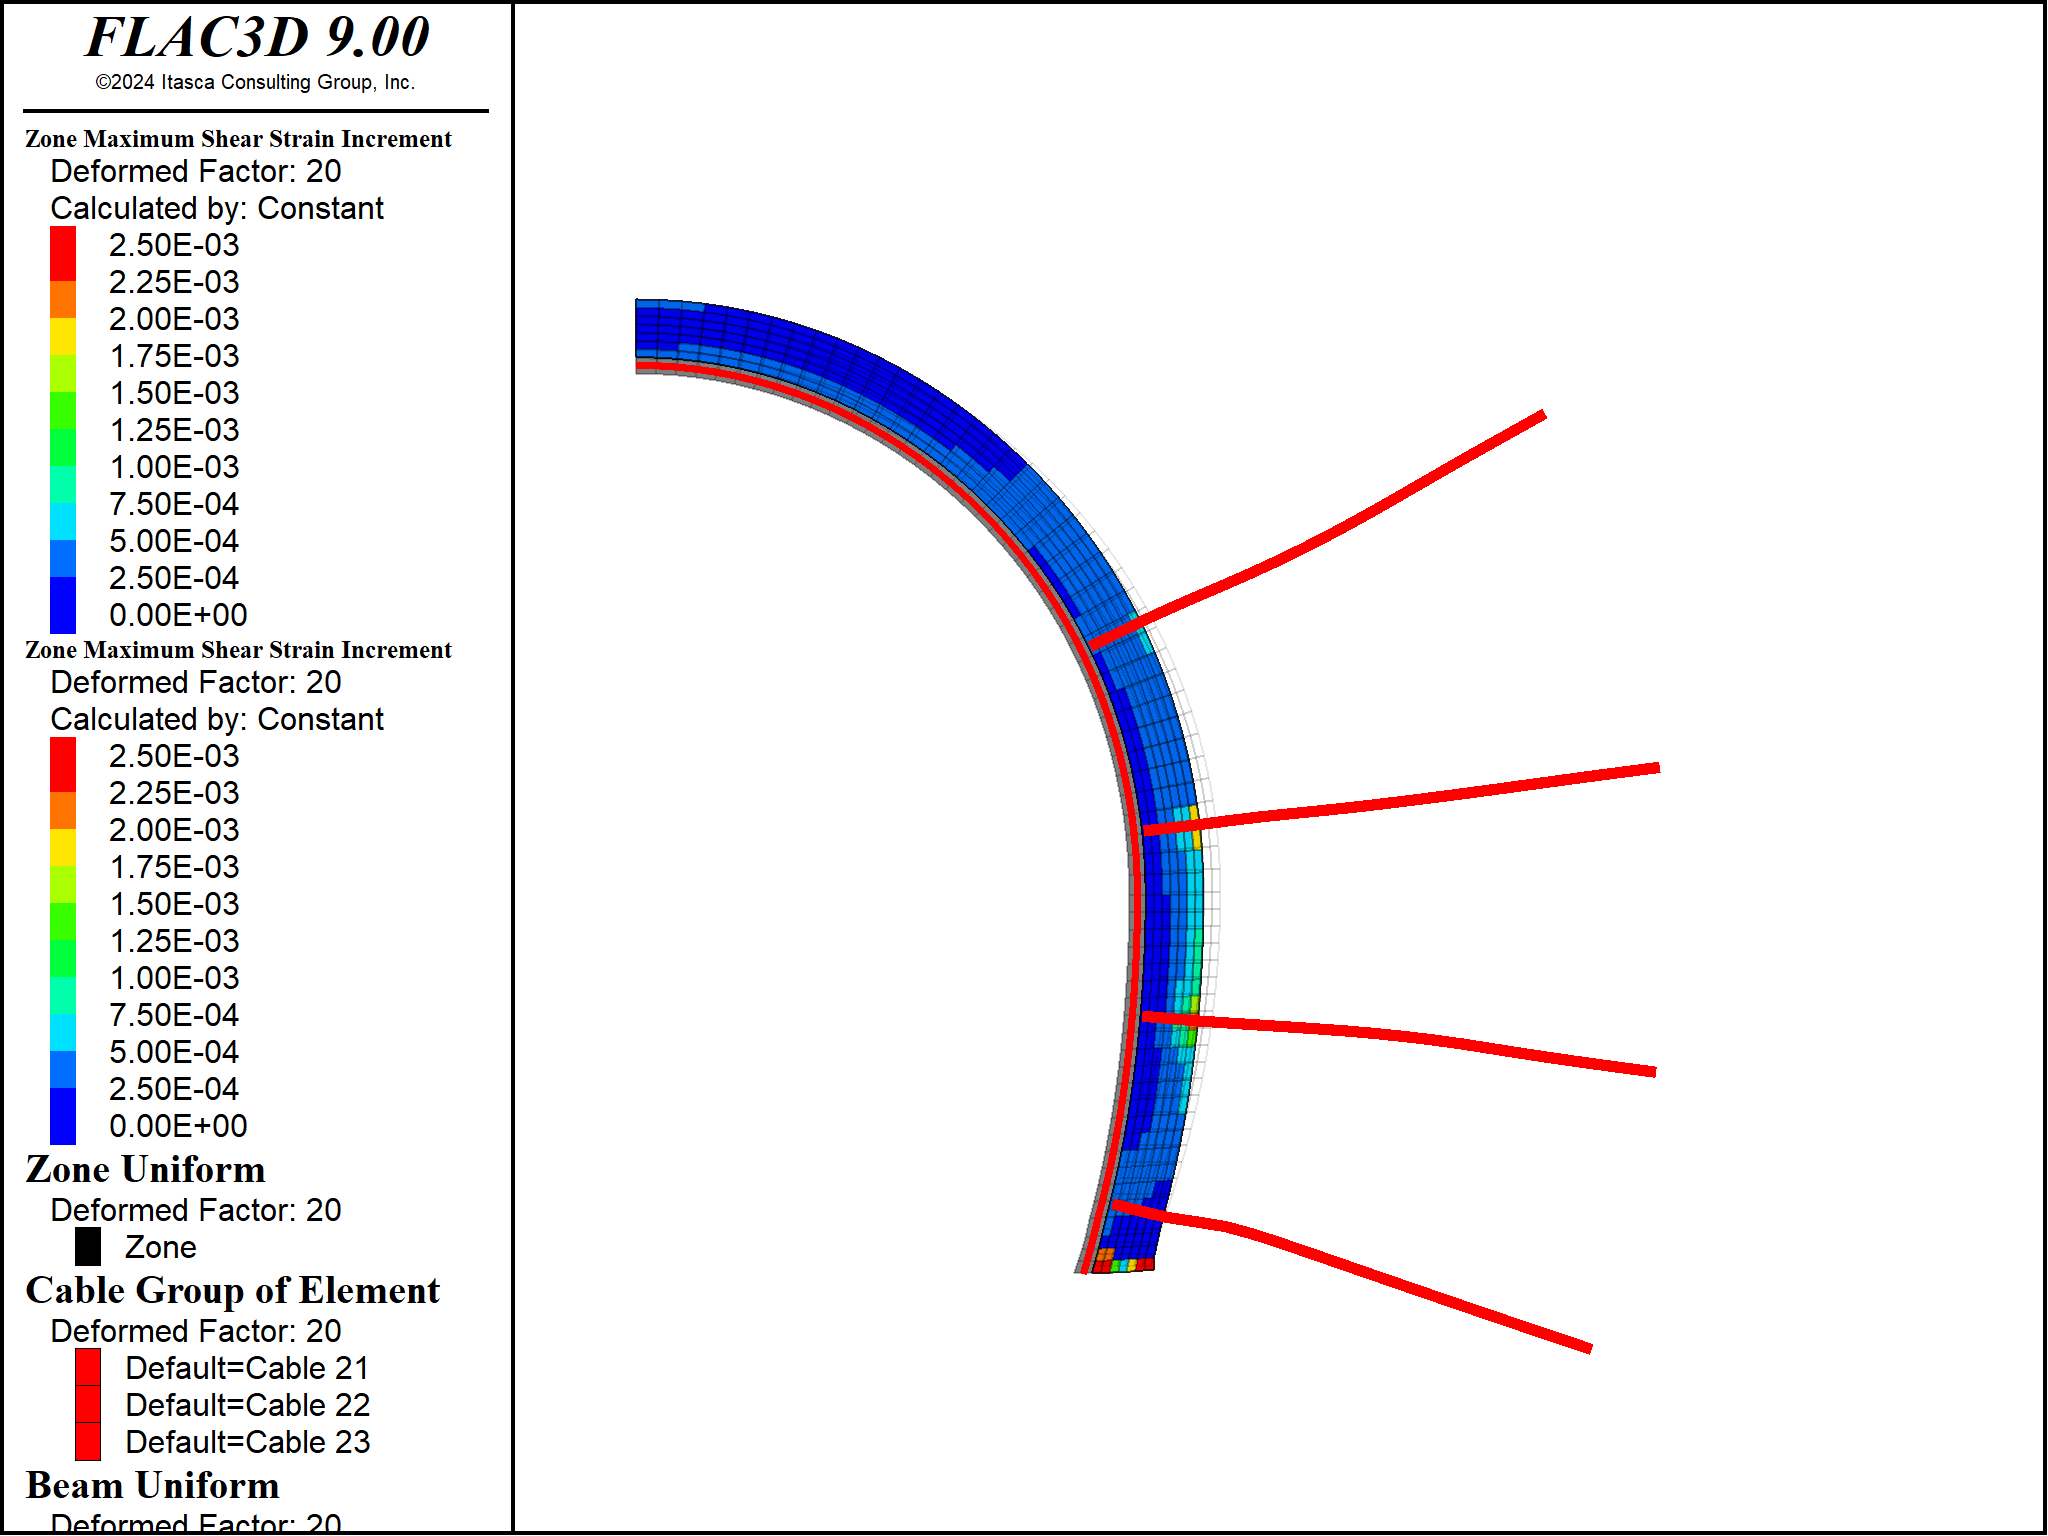 FLAC3D 9.00
©2024 Itasca Consulting Group, Inc.
Zone Maximum Shear Strain Increment
Deformed Factor: 20
Calculated by: Constant
2.50E-03
2.25E-03
2.00E-03
1.75E-03
1.50E-03
1.25E-03
1.00E-03
7.50E-04
5.00E-04
2.50E-04
0.00E+00
Zone Maximum Shear Strain Increment
Deformed Factor: 20
Calculated by: Constant
2.50E-03
2.25E-03
2.00E-03
1.75E-03
1.50E-03
1.25E-03
1.00E-03
7.50E-04
5.00E-04
2.50E-04
0.00E+00
Zone Uniform
Deformed Factor: 20
Zone
Cable Group of Element
Deformed Factor: 20
Default=Cable 21
Default=Cable 22
Default=Cable 23
Beam Uniform
Deformed Factor: 20